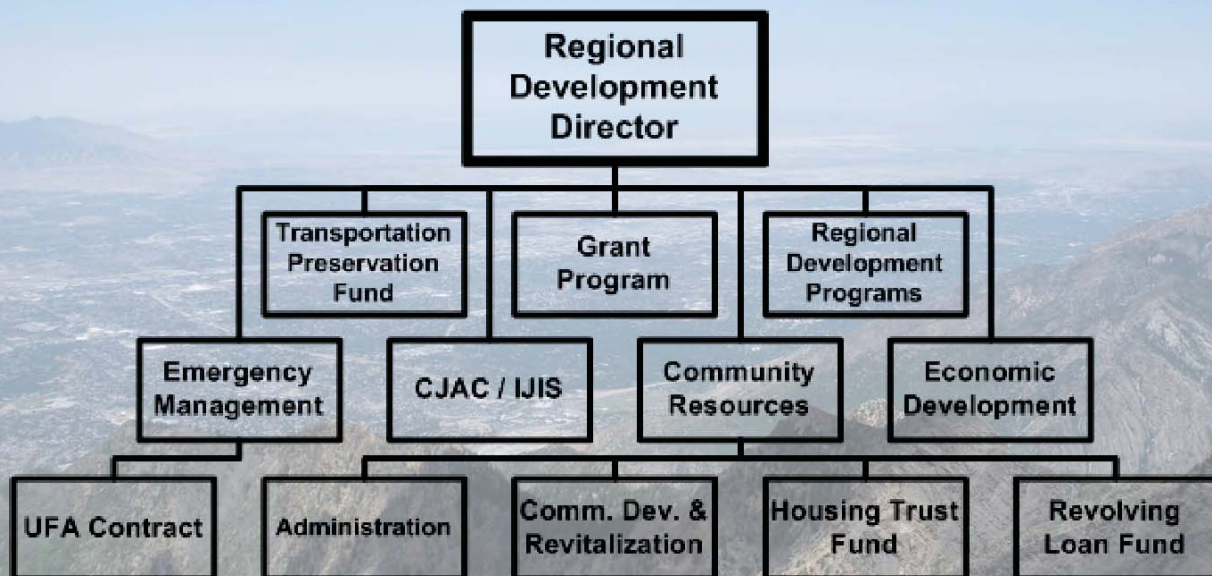 Regional
Development
Director
Transportation
Preservation
Fund
Grant
Program
Regional
Development
Programs
Emergency
Management
CJAC / IJIS
Community
Resources
Economic
Development
UFA Contract
Administration
Comm. Dev. &
Revitalization
Housing Trust
Fund
Revolving
Loan Fund